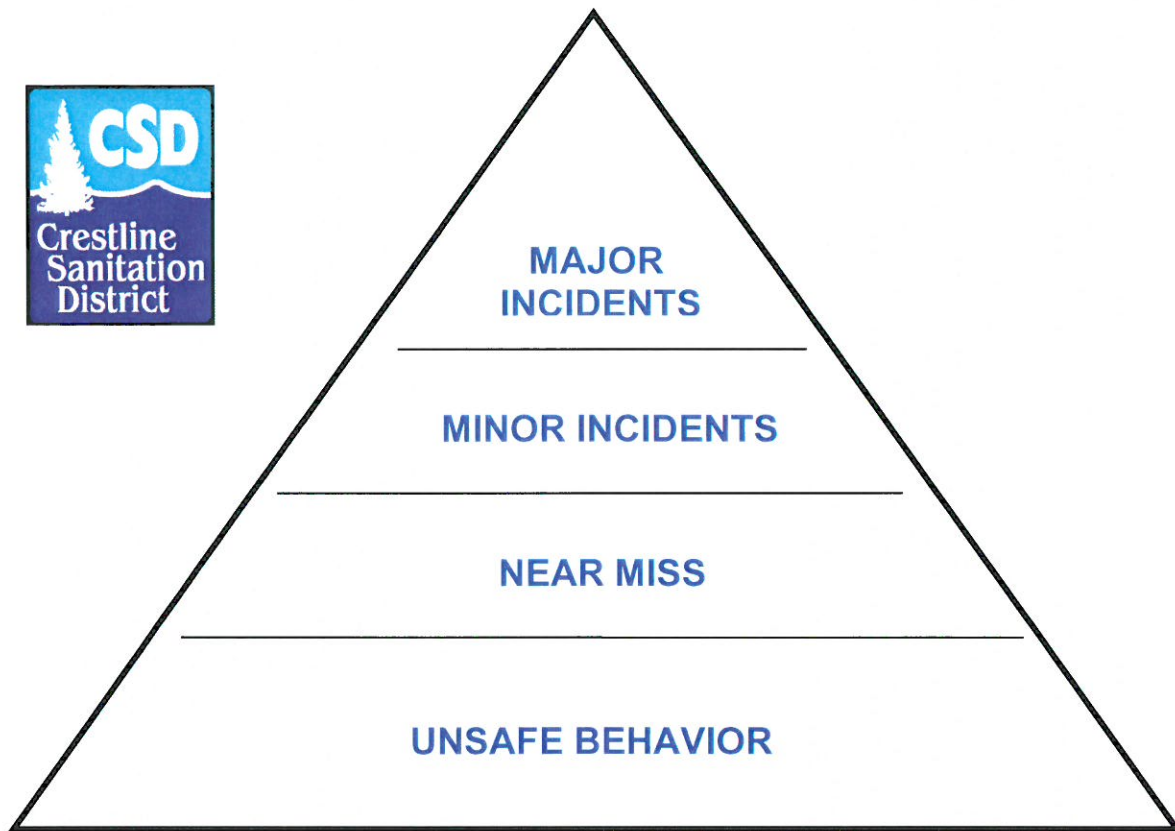 CSD
Crestline
Sanitation
District
MAJOR
INCIDENTS
MINOR INCIDENTS
NEAR MISS
UNSAFE BEHAVIOR